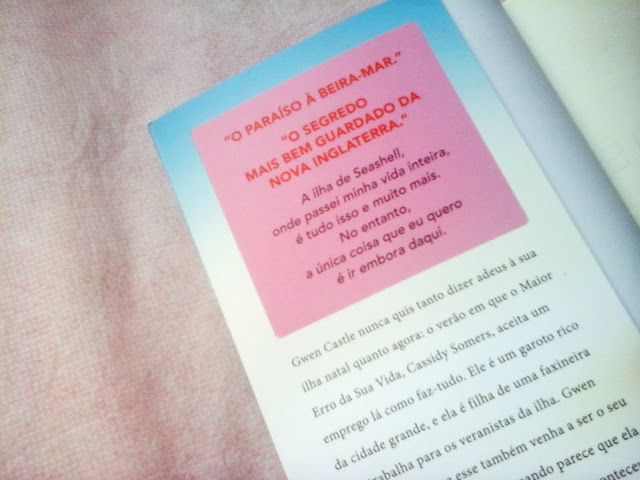 "O PARAÍSO À BEIRA-MAR."
"O SEGREDO
MAIS BEM GUARDADO DA
NOVA INGLATERRA."
A ilha de Seashell,
onde passei minha vida inteira,
é tudo isso e muito mais.
No entanto,
a única coisa que eu quero
é ir embora daqui.
Gwen Castle nunca quis tanto dizer adeus à sua
ilha natal quanto agora: o verão em que o Maior
Erro da Sua Vida, Cassidy Somers, aceita um
emprego lá como faz-tudo. Ele é um garoto rico
da cidade grande, e ela é filha de uma faxineira
trabalha para os veranistas da ilha. Gwen
esse também venha a ser o seu
parece que ela